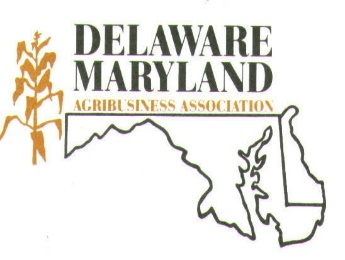 DELAWARE
MARYLAND
AGRIBUSINESS ASSOCIATION